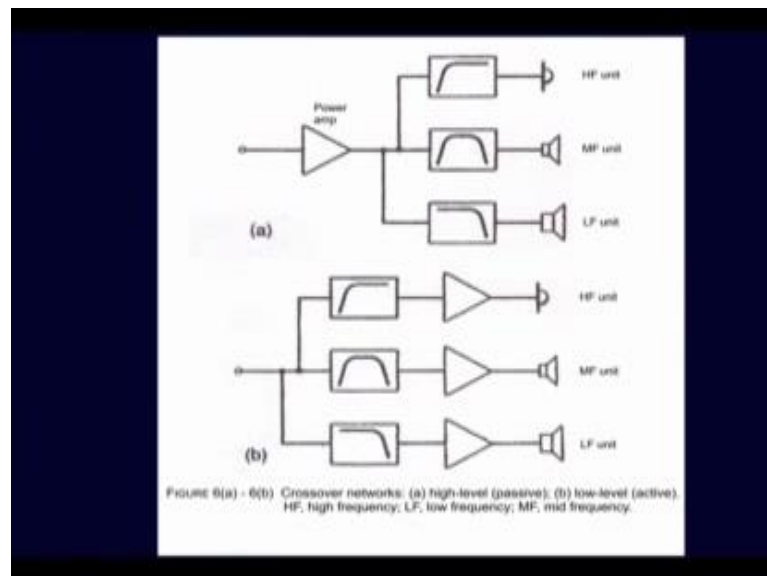 Power
amp
HF unit
MF unit
LF unit
(a)
HF unit
MF unit
LF unit
(b)
FIGURE 6(a) - 6(b) Crossover networks: (a) high-level (passive); (b) low-level (active).
HF, high frequency; LF, low frequency; MF, mid frequency.